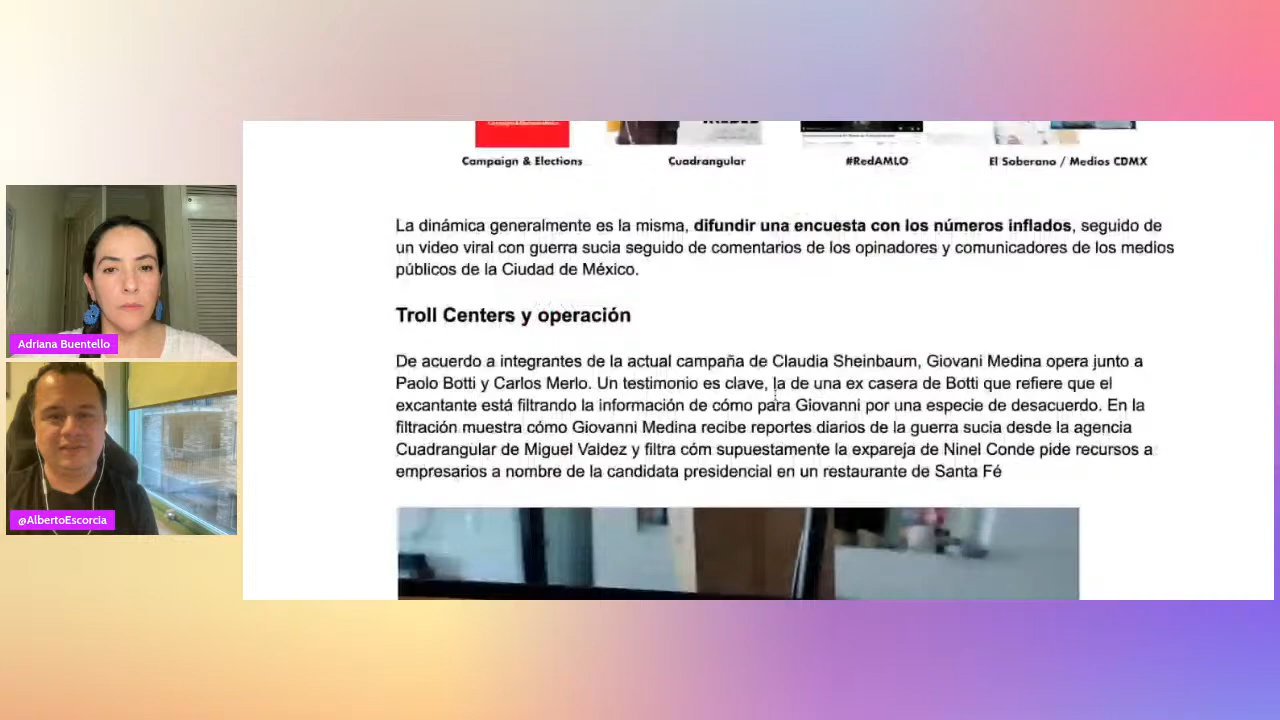 Campaign & Elections
Cuadrangular
#RedAMLO
El Soberano / Medios CDMX
La dinámica generalmente es la misma, difundir una encuesta con los números inflados, seguido de
un video viral con guerra sucia seguido de comentarios de los opinadores y comunicadores de los medios
públicos de la Ciudad de México.
Troll Centers y operación
De acuerdo a integrantes de la actual campaña de Claudia Sheinbaum, Giovani Medina opera junto a
Paolo Botti y Carlos Merlo. Un testimonio es clave, la de una ex casera de Botti que refiere que el
excantante está filtrando la información de cómo para Giovanni por una especie de desacuerdo. En la
filtración muestra cómo Giovanni Medina recibe reportes diarios de la guerra sucia desde la agencia
Cuadrangular de Miguel Valdez y filtra cóm supuestamente la expareja de Ninel Conde pide recursos a
empresarios a nombre de la candidata presidencial en un restaurante de Santa Fé
Adriana Buentello
@AlbertoEscorcia